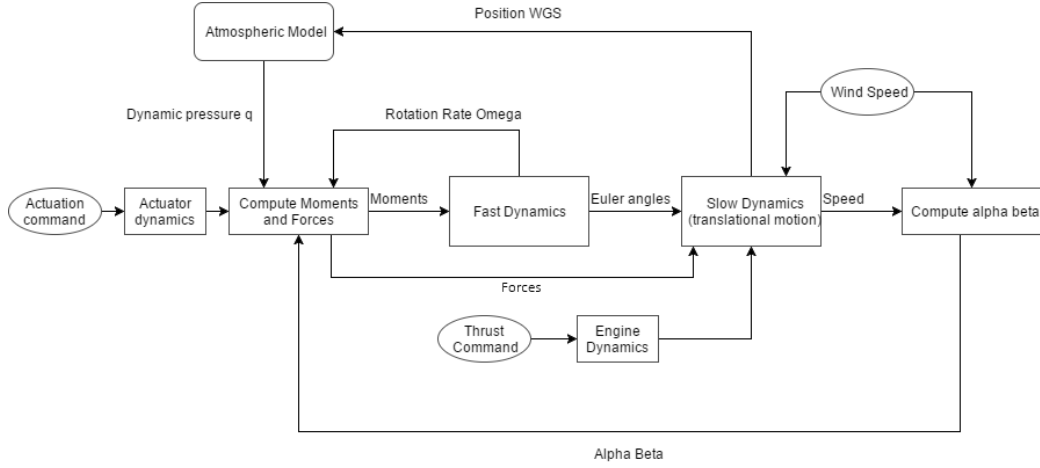 Position WGS
Atmospheric Model
Wind Speed
Dynamic pressure q
Rotation Rate Omega
Actuation
command
Actuator
dynamics
Compute Moments
and Forces
Moments
Fast Dynamics
Euler angles
Slow Dynamics
(translational motion)
Speed
Compute alpha beta
Forces
Thrust
Command
Engine
Dynamics
Alpha Beta